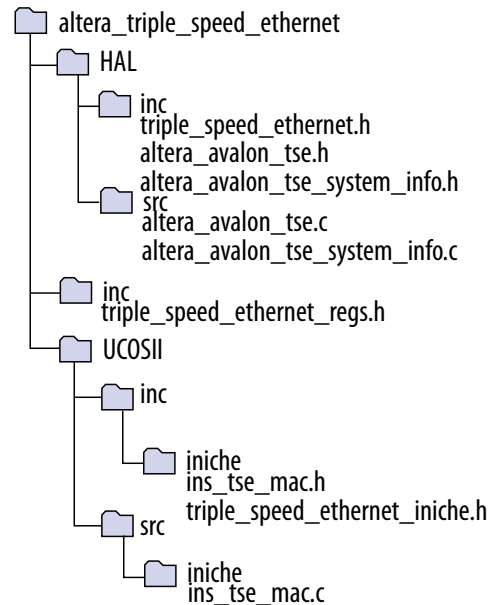 altera_triple_speed_ethernet
HAL
inc
triple_speed_ethernet.h
altera_avalon_tse.h
altera_avalon_tse_system_info.h
src
altera_avalon_tse.c
altera_avalon_tse_system_info.c
inc
triple_speed_ethernet_regs.h
UCOSII
inc
iniche
ins_tse_mac.h
triple_speed_ethernet_iniche.h
src
iniche
ins_tse_mac.c